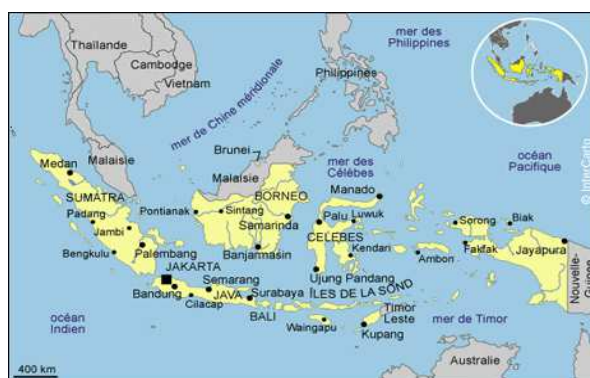 mer des
Philippines
Thaïlande
Cambodge
Vietnam
Philippines
mer de Chine méridionale
Brunei
mer des
Célèbes
océan
Pacifique
© InterCarto
Malaisie
Malaisie
Medan
SUMATRA
Padang
Jambi
Bengkulu
Palembang
Pontianak
Sintang
BORNEO
Samarinda
Banjarmasin
Manado
Palu
Luwuk
CELEBES
Kendari
Ujung Pandang
Sorong
Biak
Fakfak
Ambon
Jayapura
Nouvelle-
JAKARTA
Bandung
Semarang
JAVA
Cilacap
Surabaya
BALI
ÎLES DE LA SOND
Waingapu
Timor
Leste
Kupang
mer de Timor
océan
Indien
Australie
400 km